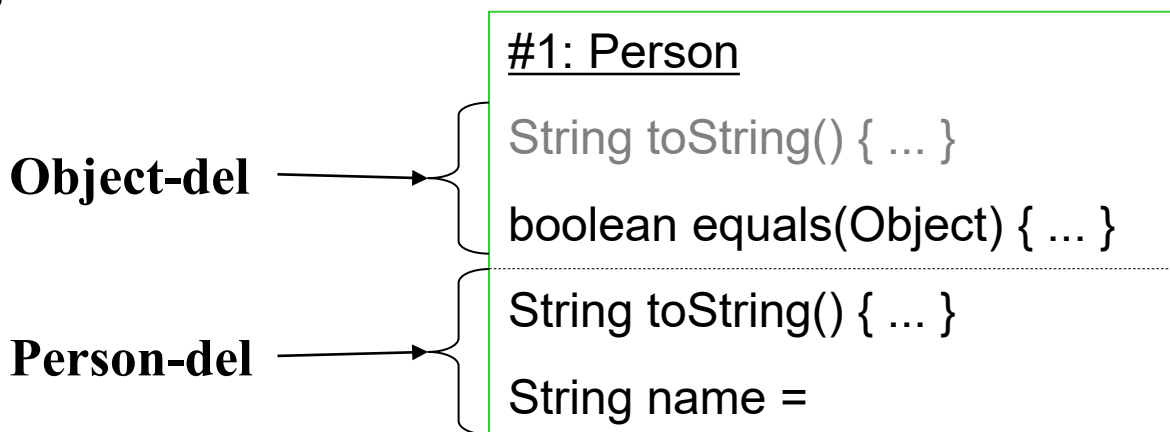 #1: Person
String toString() { ... }
Object-del
boolean equals(Object) { ... }
String toString() { ... }
Person-del
String name =